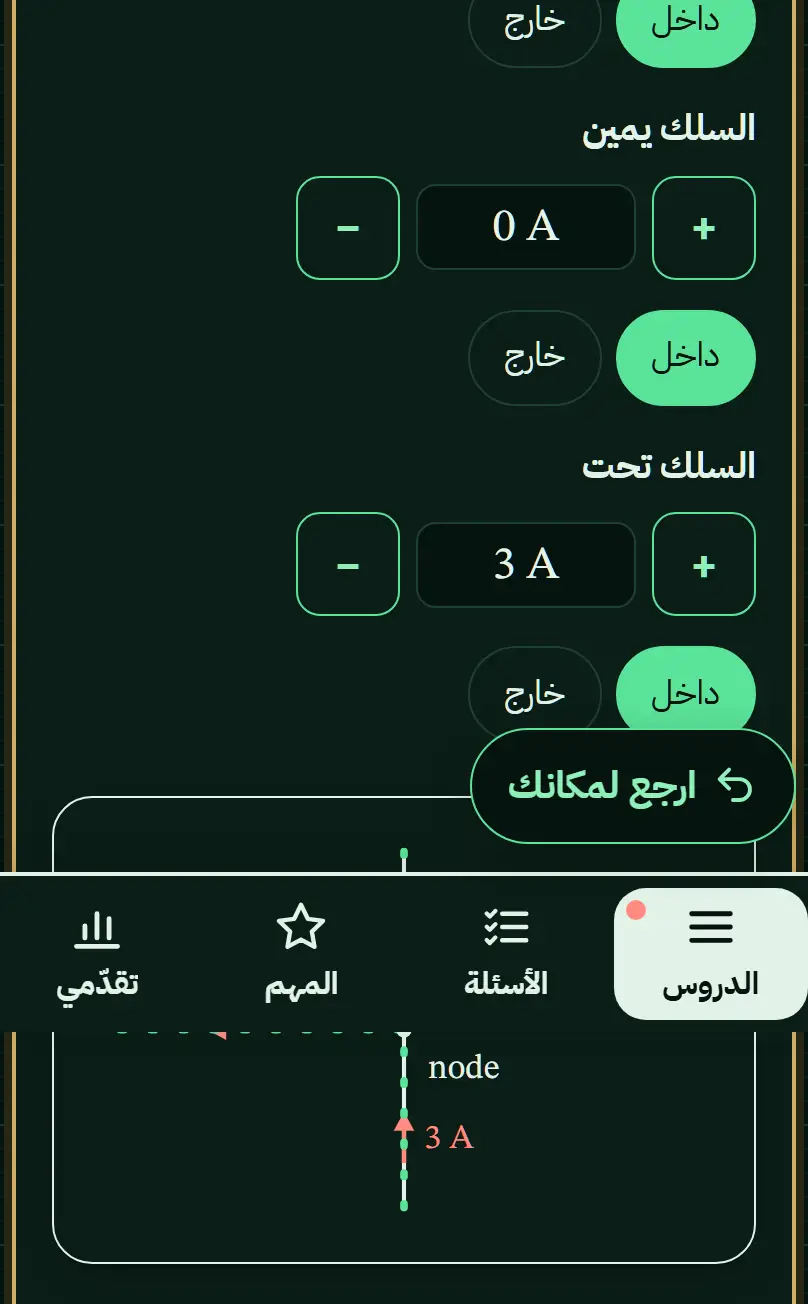 داخل خارج
السلك يمين
+ 0 A −
داخل خارج
السلك تحت
+ 3 A −
داخل خارج
ارجع لمكانك
الدروس الأسئلة المهم تقدّمي
node
3 A